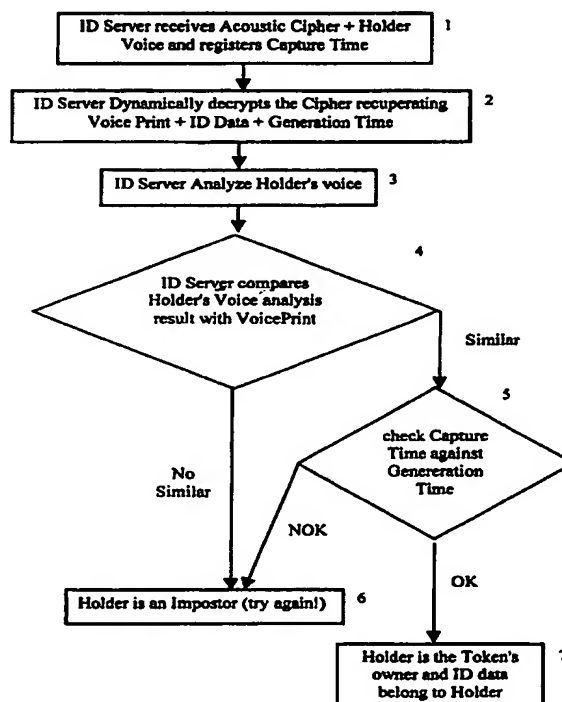 ID Server receives Acoustic Cipher + Holder
Voice and registers Capture Time
1
ID Server Dynamically decrypts the Cipher recuperating
Voice Print + ID Data + Generation Time
2
ID Server Analyze Holder's voice
3
4
ID Server compares
Holder's Voice analysis
result with VoicePrint
Similar
5
check Capture
Time against
Genereration
Time
No
Similar
NOK
OK
Holder is an Impostor (try again!)
6
Holder is the Token's
owner and ID data
belong to Holder